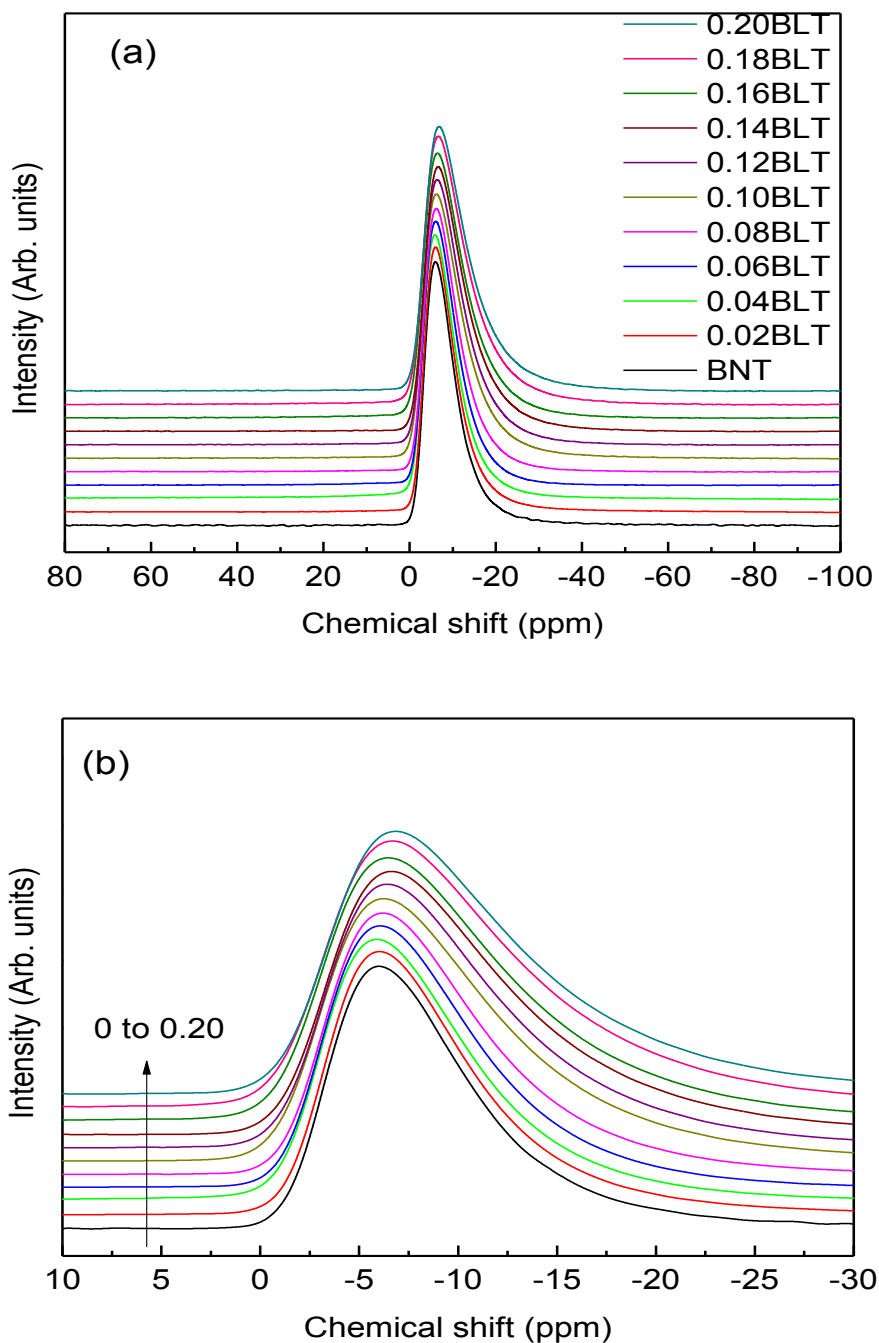 (a)
0.20BLT
0.18BLT
0.16BLT
0.14BLT
0.12BLT
0.10BLT
0.08BLT
0.06BLT
0.04BLT
0.02BLT
BNT
Intensity (Arb. units)
80 60 40 20 0 -20 -40 -60 -80 -100
Chemical shift (ppm)
(b)
0 to 0.20
Intensity (Arb. units)
10 5 0 -5 -10 -15 -20 -25 -30
Chemical shift (ppm)